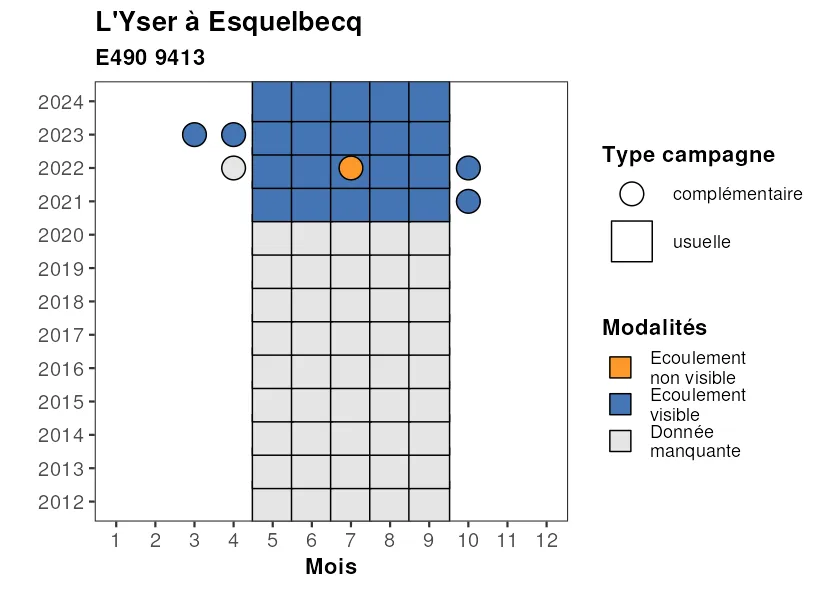 L'Yser à Esquelbecq
E490 9413
2024
2023
2022
2021
2020
2019
2018
2017
2016
2015
2014
2013
2012
1 2 3 4 5 6 7 8 9 10 11 12
Mois
Type campagne
complémentaire
usuelle
Modalités
Ecoulement
non visible
Ecoulement
visible
Donnée
manquante